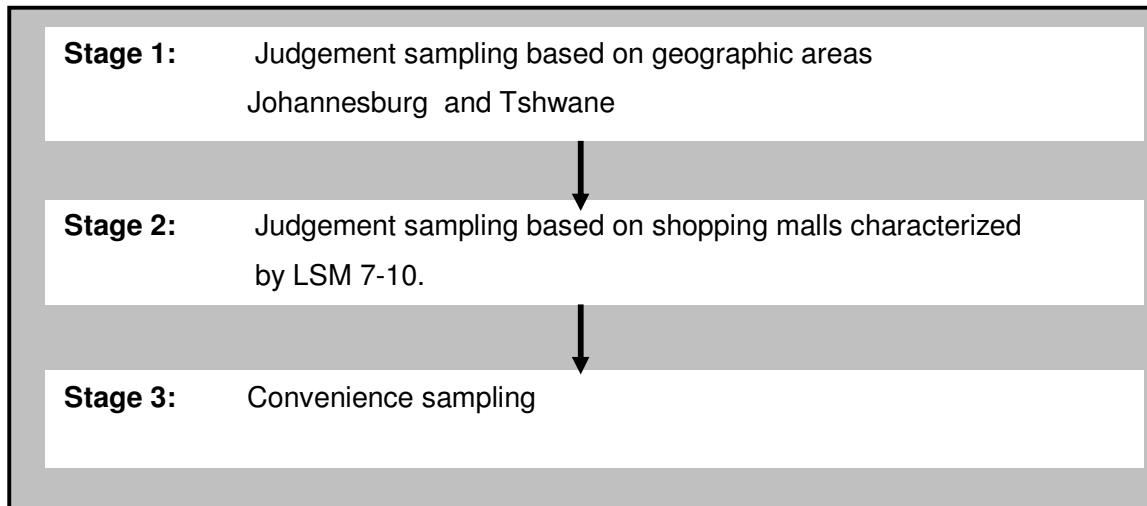 Stage 1: Judgement sampling based on geographic areas
Johannesburg and Tshwane
Stage 2: Judgement sampling based on shopping malls characterized
by LSM 7-10.
Stage 3: Convenience sampling